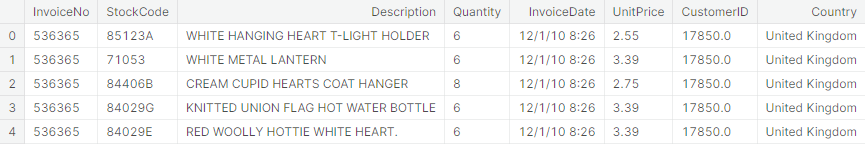 InvoiceNo StockCode Description Quantity InvoiceDate UnitPrice CustomerID Country
0 536365 85123A WHITE HANGING HEART T-LIGHT HOLDER 6 12/1/10 8:26 2.55 17850.0 United Kingdom
1 536365 71053 WHITE METAL LANTERN 6 12/1/10 8:26 3.39 17850.0 United Kingdom
2 536365 84406B CREAM CUPID HEARTS COAT HANGER 8 12/1/10 8:26 2.75 17850.0 United Kingdom
3 536365 84029G KNITTED UNION FLAG HOT WATER BOTTLE 6 12/1/10 8:26 3.39 17850.0 United Kingdom
4 536365 84029E RED WOOLLY HOTTIE WHITE HEART. 6 12/1/10 8:26 3.39 17850.0 United Kingdom